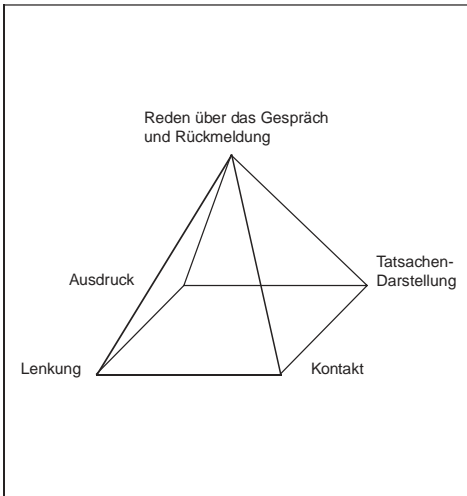 Reden über das Gespräch
und Rückmeldung
Ausdruck
Tatsachen-
Darstellung
Lenkung
Kontakt